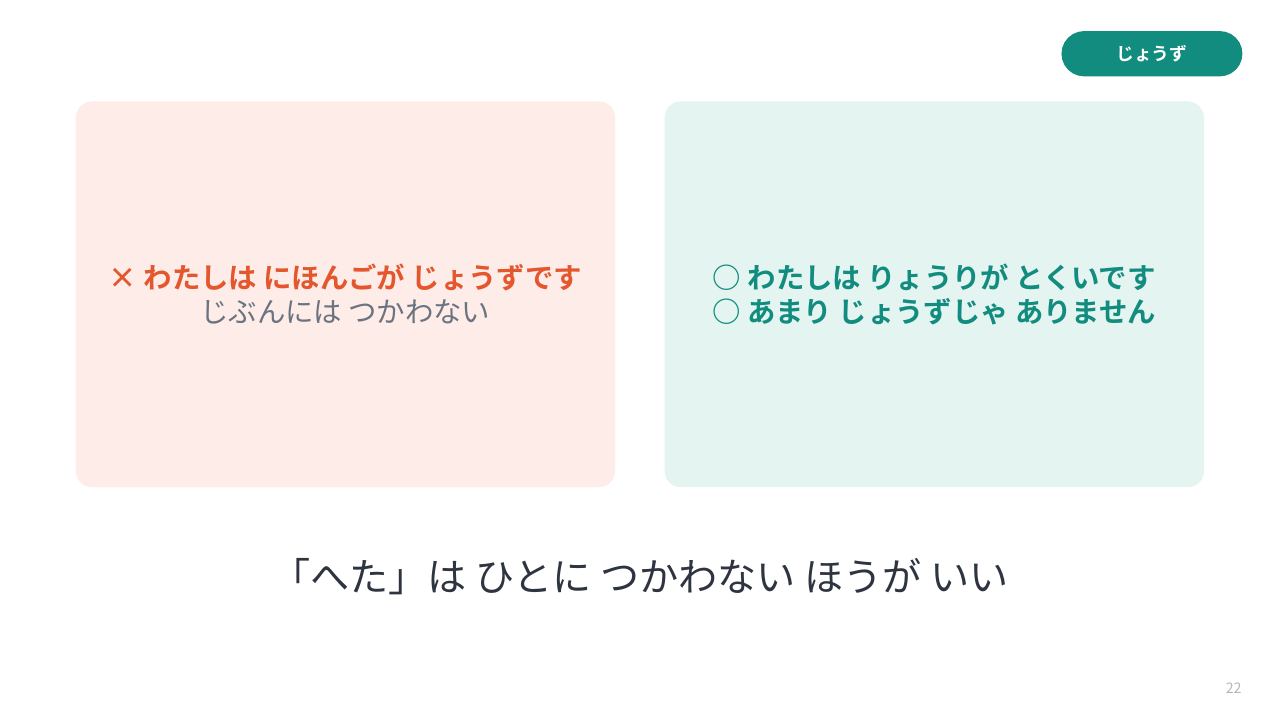 じょうず
× わたしは にほんごが じょうずです
じぶんには つかわない
○ わたしは りょうりが とくいです
○ あまり じょうずじゃ ありません
「へた」は ひとに つかわない ほうが いい
22